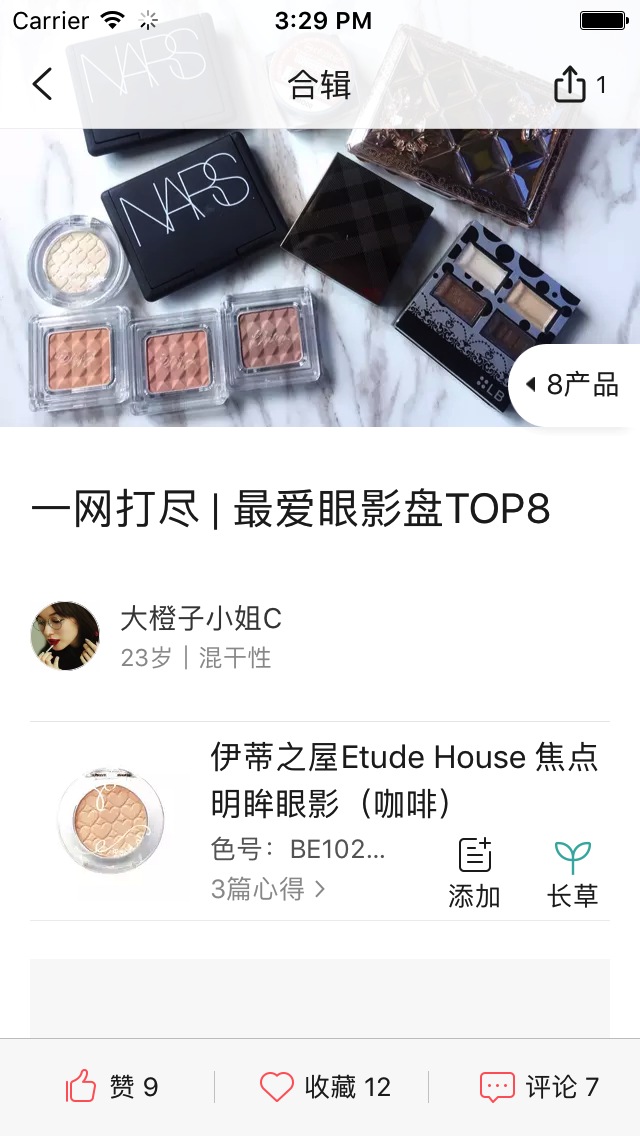 Carrier 3:29 PM
NARS
合辑
1
NARS
LB
8产品
一网打尽 | 最爱眼影盘TOP8
大橙子小姐C
23岁 | 混干性
伊蒂之屋Etude House 焦点
明眸眼影（咖啡）
色号：BE102...
3篇心得
添加
长草
赞 9
收藏 12
评论 7